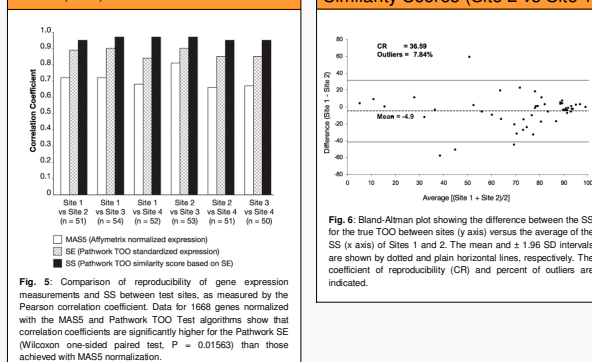 Similarity Scores (Site 2 vs Site 1
Correlation Coefficient
1.0
0.9
0.8
0.7
0.6
0.5
0.4
0.3
0.2
0.1
0
Site 1 vs Site 2 (n = 51)
Site 1 vs Site 3 (n = 54)
Site 1 vs Site 4 (n = 52)
Site 2 vs Site 3 (n = 53)
Site 2 vs Site 4 (n = 51)
Site 3 vs Site 4 (n = 50)
MAS5 (Affymetrix normalized expression)
SE (Pathwork TOO standardized expression)
SS (Pathwork TOO similarity score based on SE)
Fig. 5: Comparison of reproducibility of gene expression
measurements and SS between test sites, as measured by the
Pearson correlation coefficient. Data for 1668 genes normalized
with the MAS5 and Pathwork TOO Test algorithms show that
correlation coefficients are significantly higher for the Pathwork SE
(Wilcoxon one-sided paired test, P = 0.01563) than those
achieved with MAS5 normalization.
Difference (Site 1 - Site 2)
80
60
40
20
0
-20
-40
-60
-80
CR = 36.59
Outliers = 7.84%
Mean = -4.9
0 10 20 30 40 50 60 70 80 90 100
Average [(Site 1 + Site 2)/2]
Fig. 6: Bland-Altman plot showing the difference between the SS
for the true TOO between sites (y axis) versus the average of the
SS (x axis) of Sites 1 and 2. The mean and ± 1.96 SD intervals
are shown by dotted and plain horizontal lines, respectively. The
coefficient of reproducibility (CR) and percent of outliers are
indicated.